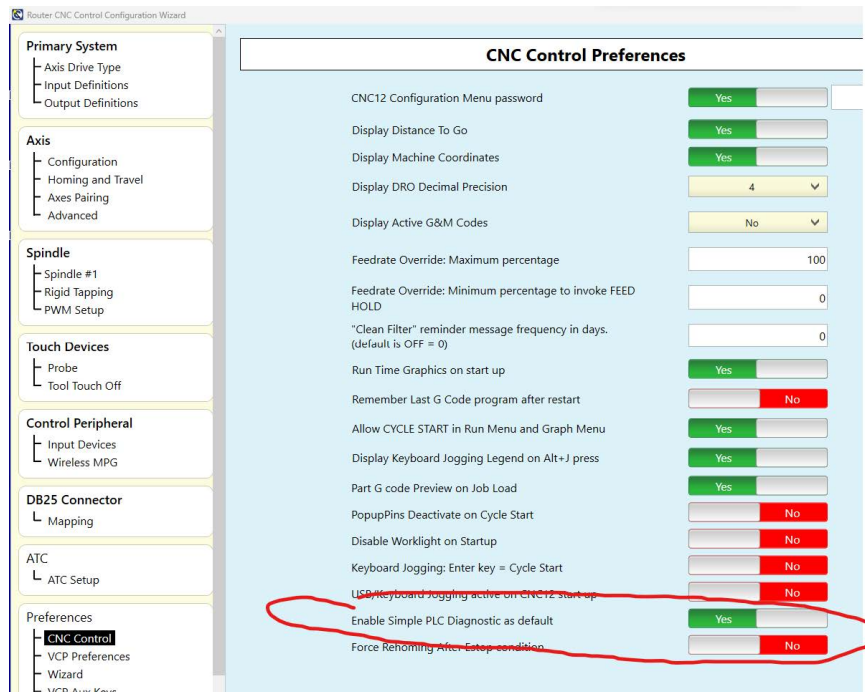 Router CNC Control Configuration Wizard
Primary System
Axis Drive Type
Input Definitions
Output Definitions
Axis
Configuration
Homing and Travel
Axes Pairing
Advanced
Spindle
Spindle #1
Rigid Tapping
PWM Setup
Touch Devices
Probe
Tool Touch Off
Control Peripheral
Input Devices
Wireless MPG
DB25 Connector
Mapping
ATC
ATC Setup
Preferences
CNC Control
VCP Preferences
Wizard
VCP Aux Keys
CNC Control Preferences
CNC12 Configuration Menu password Yes
Display Distance To Go Yes
Display Machine Coordinates Yes
Display DRO Decimal Precision 4
Display Active G&M Codes No
Feedrate Override: Maximum percentage 100
Feedrate Override: Minimum percentage to invoke FEED
HOLD 0
"Clean Filter" reminder message frequency in days.
(default is OFF = 0) 0
Run Time Graphics on start up Yes
Remember Last G Code program after restart No
Allow CYCLE START in Run Menu and Graph Menu Yes
Display Keyboard Jogging Legend on Alt+J press Yes
Part G code Preview on Job Load Yes
PopupPins Deactivate on Cycle Start No
Disable Worklight on Startup No
Keyboard Jogging: Enter key = Cycle Start No
USB/Keyboard Jogging active on CNC12 start up No
Enable Simple PLC Diagnostic as default Yes
Force Rehoming After Estop condition No